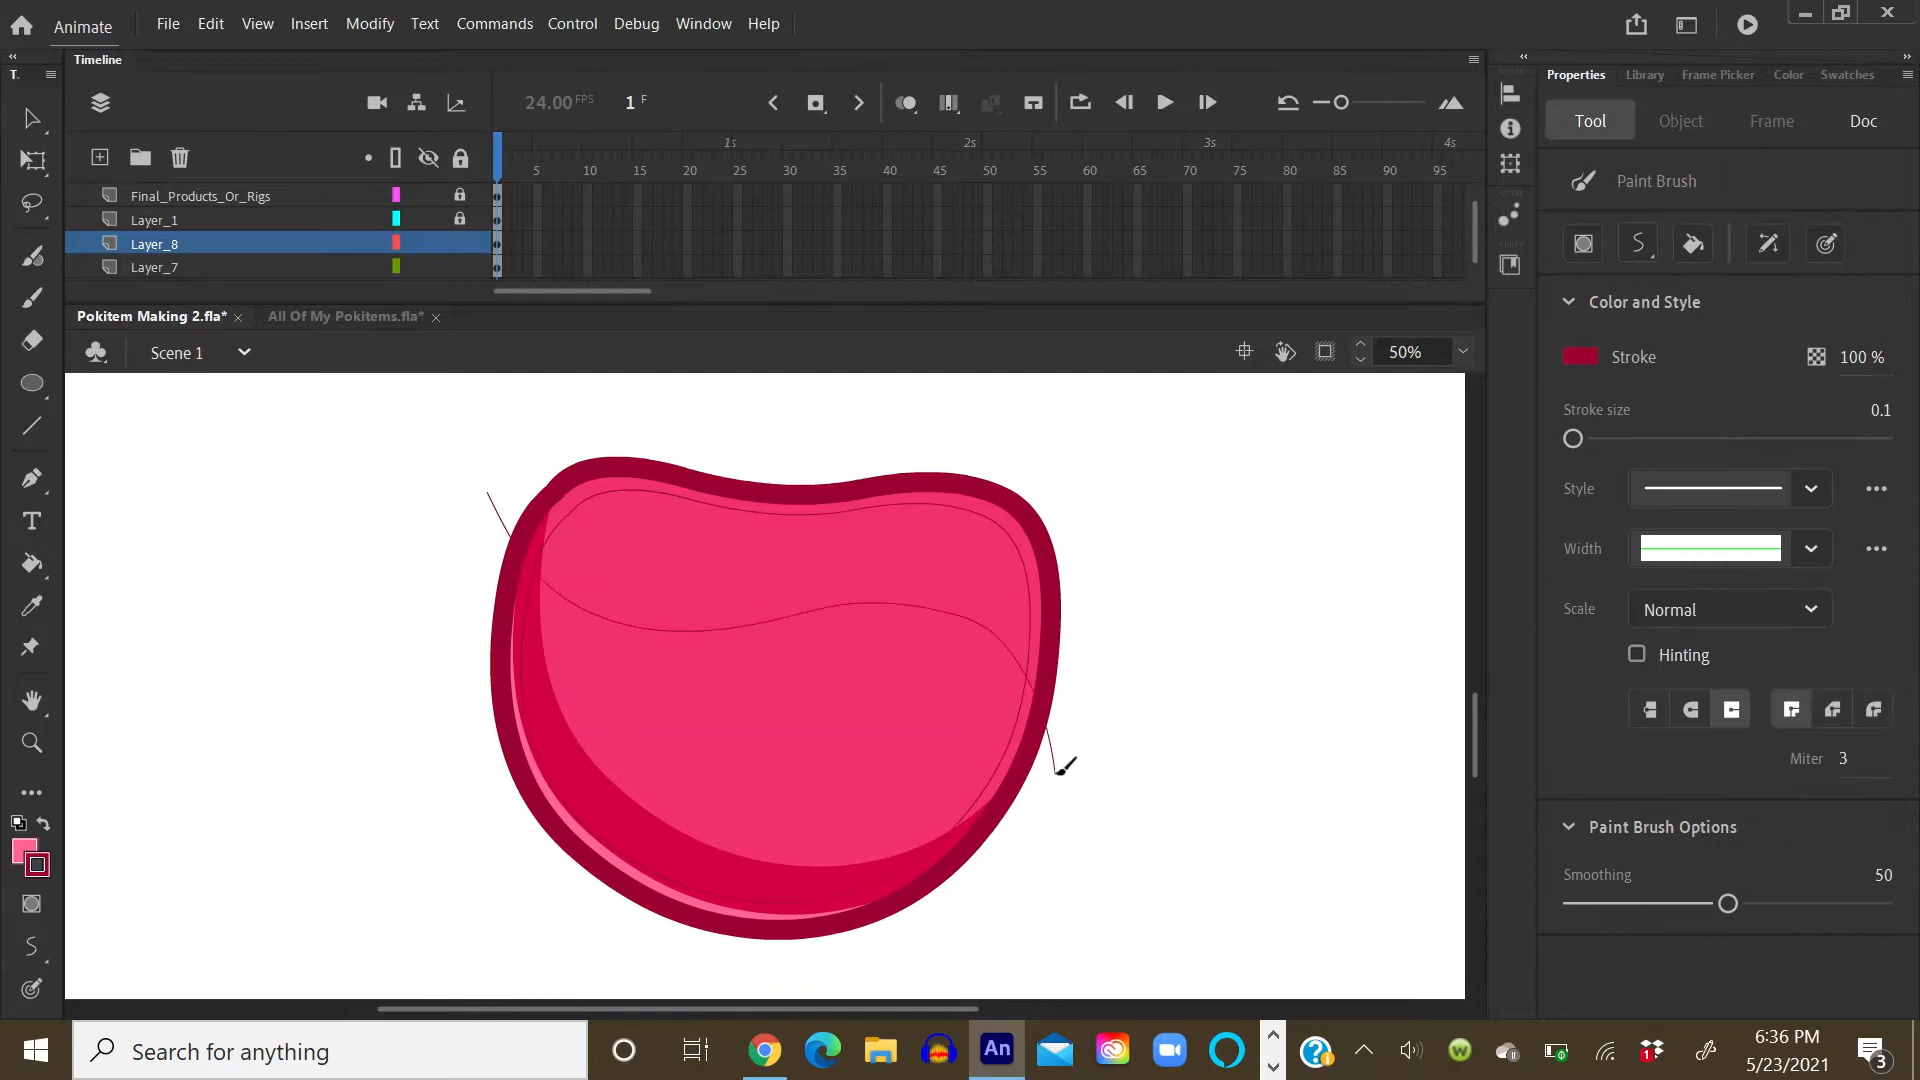 Animate File Edit View Insert Modify Text Commands Control Debug Window Help
Timeline
T.
Properties Library Frame Picker Color Swatches
24.00 FPS 1 F
Tool Object Frame Doc
1s 2s 3s 4s
5 10 15 20 25 30 35 40 45 50 55 60 65 70 75 80 85 90 95
Paint Brush
Final_Products_Or_Rigs
Layer_1
Layer_8
Layer_7
Color and Style
Pokitem Making 2.fla* All Of My Pokitems.fla*
Scene 1 50%
Stroke 100 %
Stroke size 0.1
Style
Width
Scale Normal
Hinting
Miter 3
Paint Brush Options
Smoothing 50
Search for anything
An
6:36 PM
5/23/2021
1
3